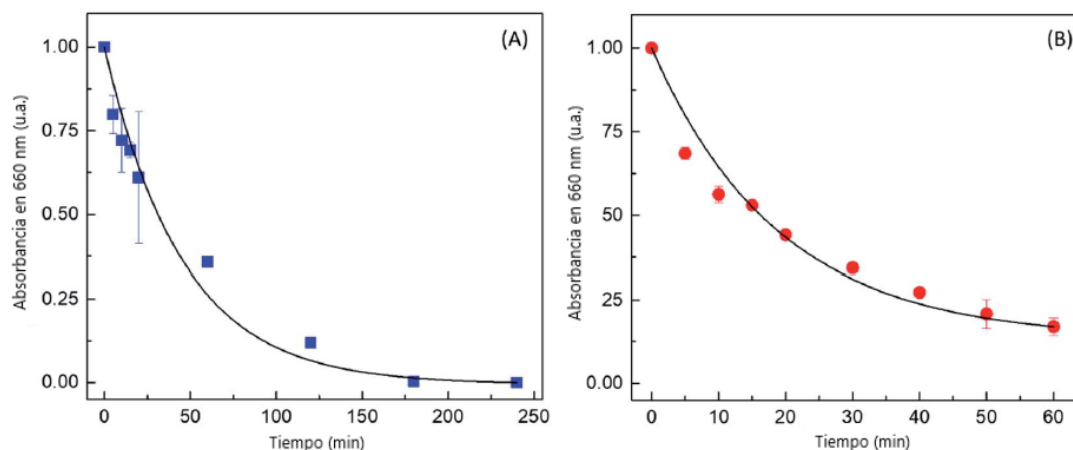 (A)
Absorbancia en 660 nm (u.a.)
1.00
0.75
0.50
0.25
0.00
0 50 100 150 200 250
Tiempo (min)
(B)
Absorbancia en 660 nm (u.a.)
1.00
75
50
25
0.00
0 10 20 30 40 50 60
Tiempo (min)